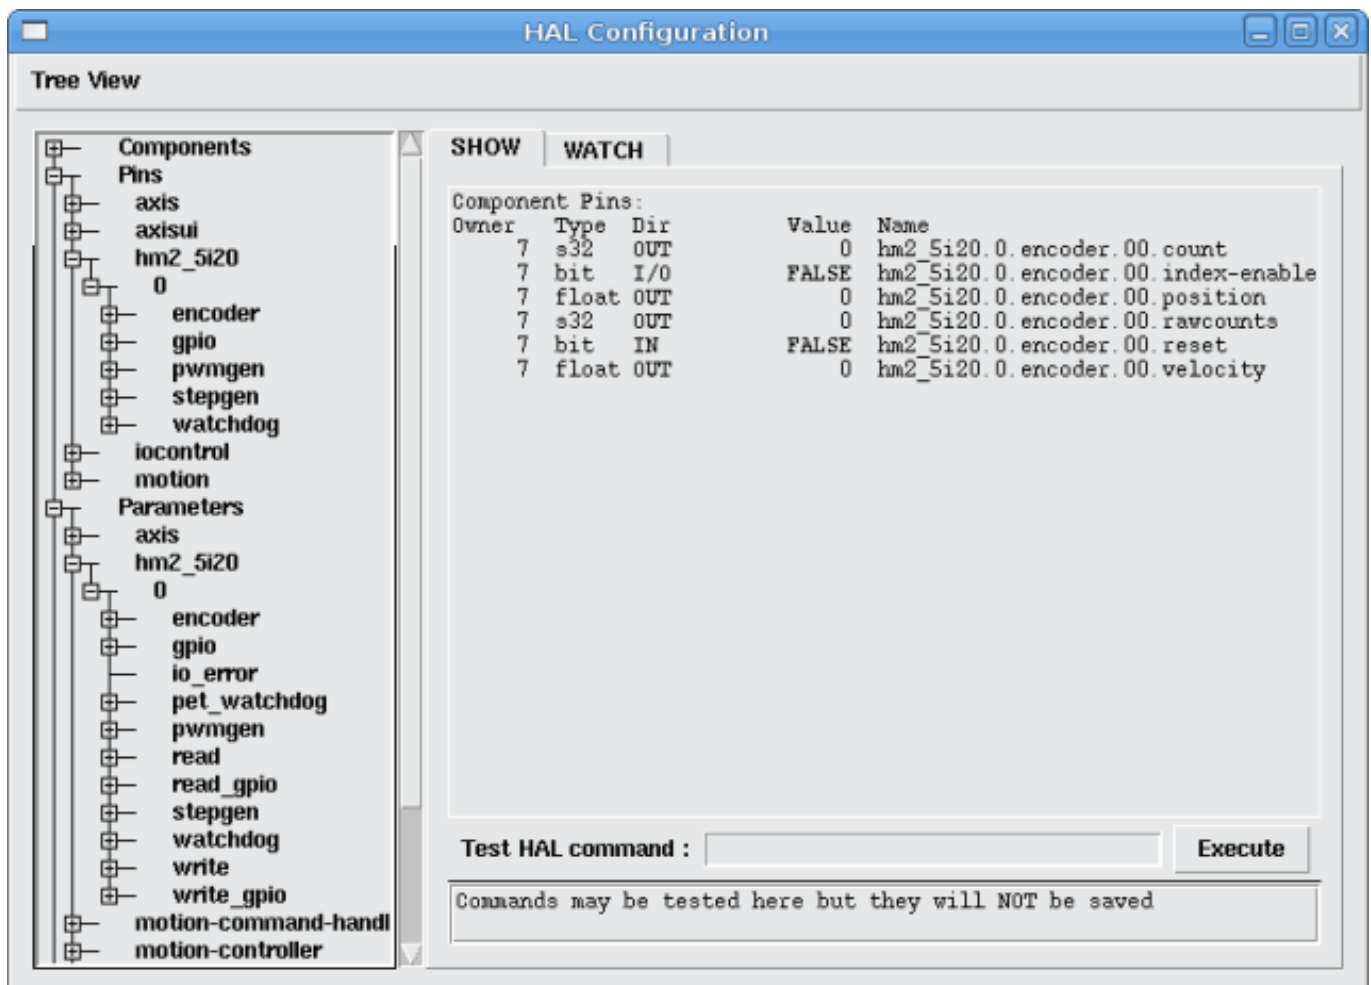 HAL Configuration
Tree View
Components
Pins
axis
axisui
hm2_5i20
0
encoder
gpio
pwmgen
stepgen
watchdog
iocontrol
motion
Parameters
axis
hm2_5i20
0
encoder
gpio
io_error
pet_watchdog
pwmgen
read
read_gpio
stepgen
watchdog
write
write_gpio
motion-command-handl
motion-controller
SHOW WATCH
Component Pins:
Owner Type Dir Value Name
7 s32 OUT 0 hm2_5i20.0.encoder.00.count
7 bit I/O FALSE hm2_5i20.0.encoder.00.index-enable
7 float OUT 0 hm2_5i20.0.encoder.00.position
7 s32 OUT 0 hm2_5i20.0.encoder.00.rawcounts
7 bit IN FALSE hm2_5i20.0.encoder.00.reset
7 float OUT 0 hm2_5i20.0.encoder.00.velocity
Test HAL command : Execute
Commands may be tested here but they will NOT be saved